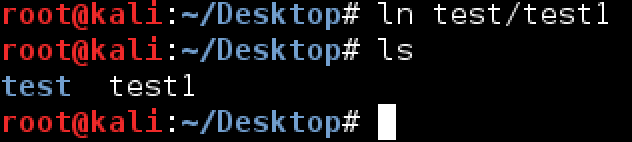 root@kali:~/Desktop# ln test/test1
root@kali:~/Desktop# ls
test  test1
root@kali:~/Desktop#